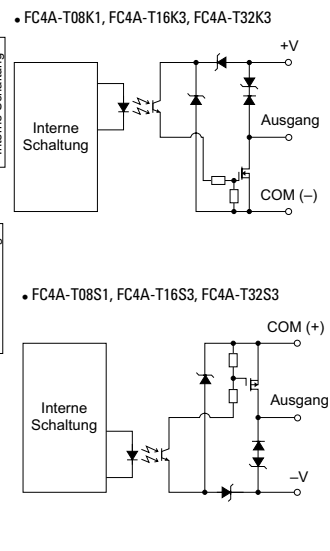 • FC4A-T08K1, FC4A-T16K3, FC4A-T32K3
+V
Interne
Schaltung
Ausgang
COM (–)
• FC4A-T08S1, FC4A-T16S3, FC4A-T32S3
COM (+)
Interne
Schaltung
Ausgang
–V